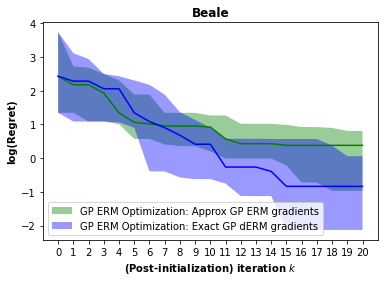 Beale
log(Regret)
4
3
2
1
0
−1
−2
GP ERM Optimization: Approx GP ERM gradients
GP ERM Optimization: Exact GP dERM gradients
0 1 2 3 4 5 6 7 8 9 10 11 12 13 14 15 16 17 18 19 20
(Post-initialization) iteration k